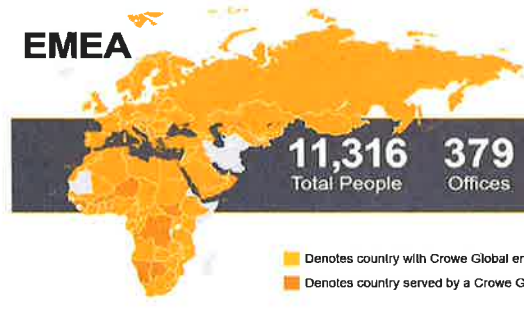 EMEA
11,316 379
Total People Offices
Denotes country with Crowe Global
Denotes country served by a Crowe